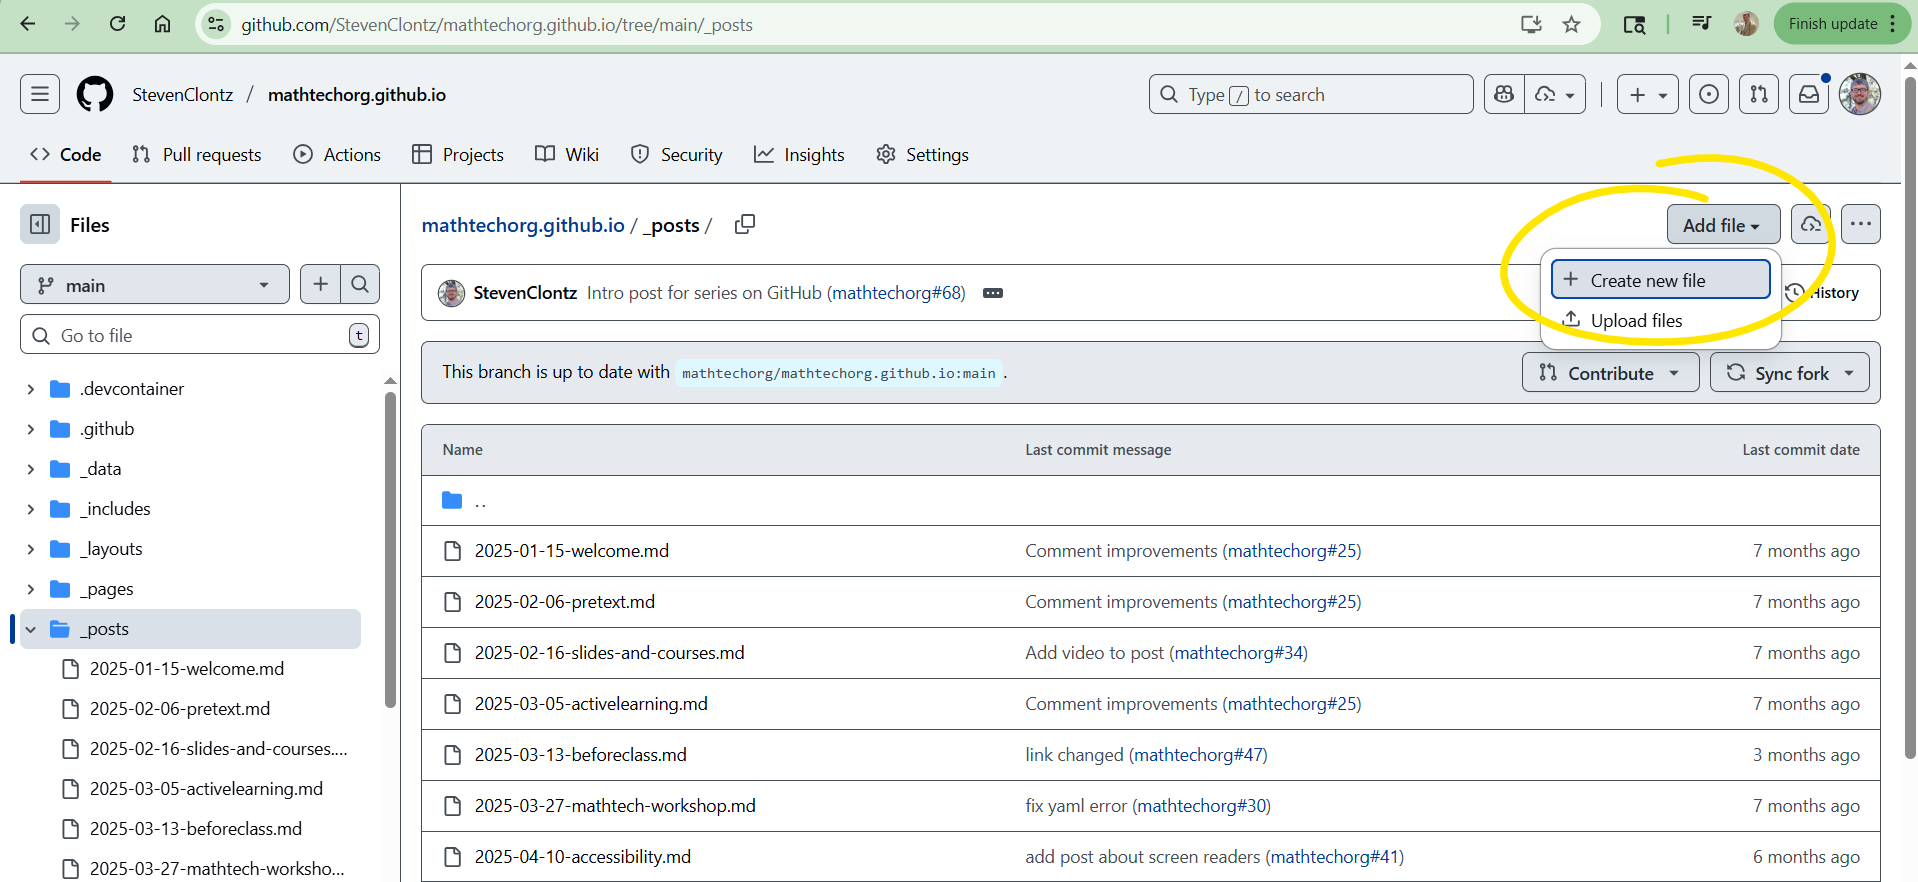 github.com/StevenClontz/mathtechorg.github.io/tree/main/_posts
Finish update
StevenClontz / mathtechorg.github.io
Type / to search
Code
Pull requests
Actions
Projects
Wiki
Security
Insights
Settings
Files
main
Go to file
t
.devcontainer
.github
_data
_includes
_layouts
_pages
_posts
2025-01-15-welcome.md
2025-02-06-pretext.md
2025-02-16-slides-and-courses....
2025-03-05-activelearning.md
2025-03-13-beforeclass.md
2025-03-27-mathtech-worksho...
mathtechorg.github.io / _posts /
Add file
Create new file
Upload files
StevenClontz Intro post for series on GitHub (mathtechorg#68)
History
This branch is up to date with mathtechorg/mathtechorg.github.io:main .
Contribute
Sync fork
Name Last commit message Last commit date
..
2025-01-15-welcome.md Comment improvements (mathtechorg#25) 7 months ago
2025-02-06-pretext.md Comment improvements (mathtechorg#25) 7 months ago
2025-02-16-slides-and-courses.md Add video to post (mathtechorg#34) 7 months ago
2025-03-05-activelearning.md Comment improvements (mathtechorg#25) 7 months ago
2025-03-13-beforeclass.md link changed (mathtechorg#47) 3 months ago
2025-03-27-mathtech-workshop.md fix yaml error (mathtechorg#30) 7 months ago
2025-04-10-accessibility.md add post about screen readers (mathtechorg#41) 6 months ago